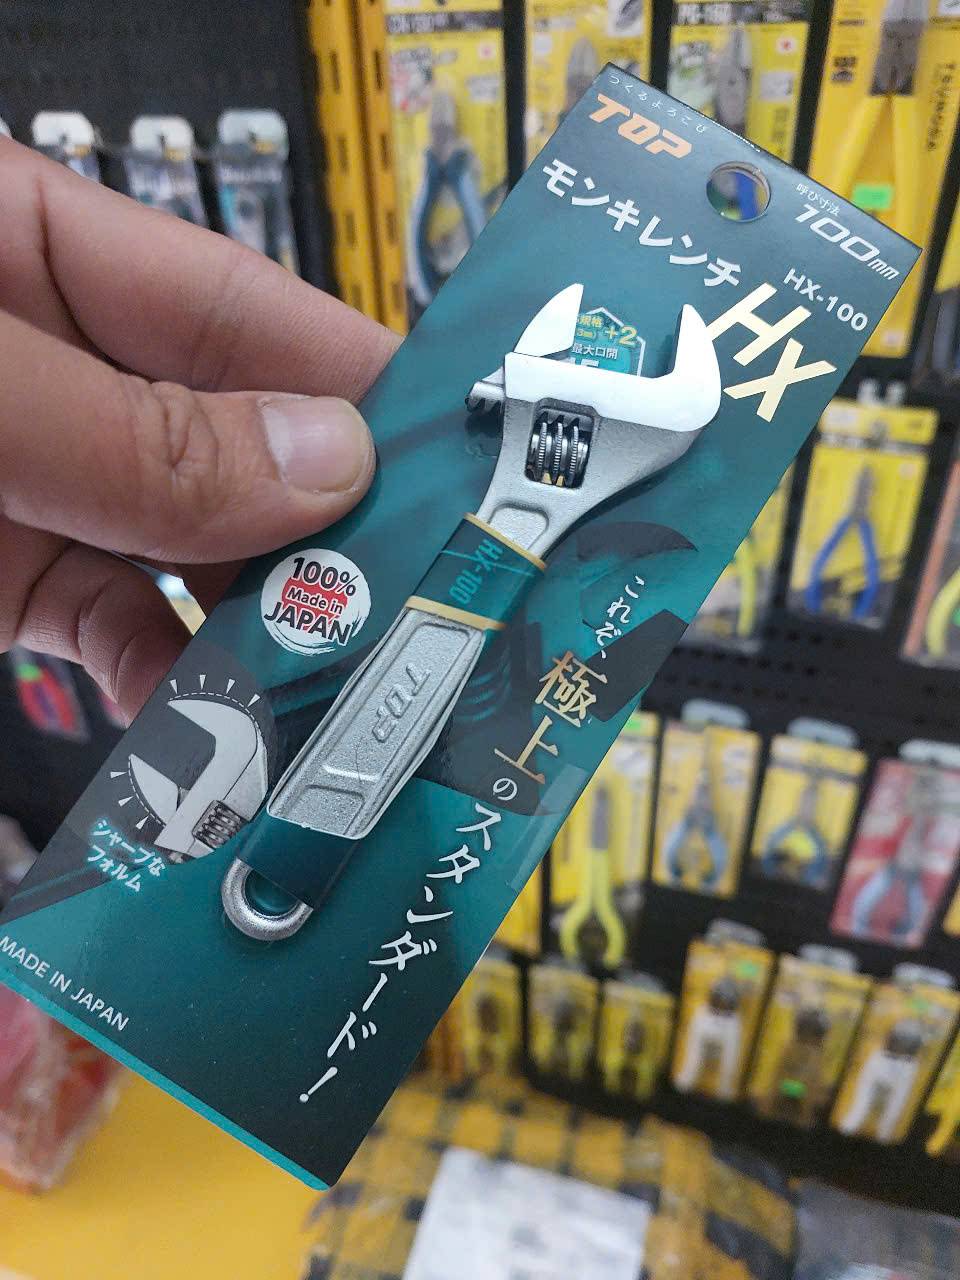 つくるよろこび
TOP
呼び寸法
100mm
モンキレンチ
HX-100
HX
規格
+2
最大口開
15
HX-100
100%
Made in
JAPAN
TOP
これぞ、
極上のスタンダード!
シャープな
フォルム
MADE IN JAPAN